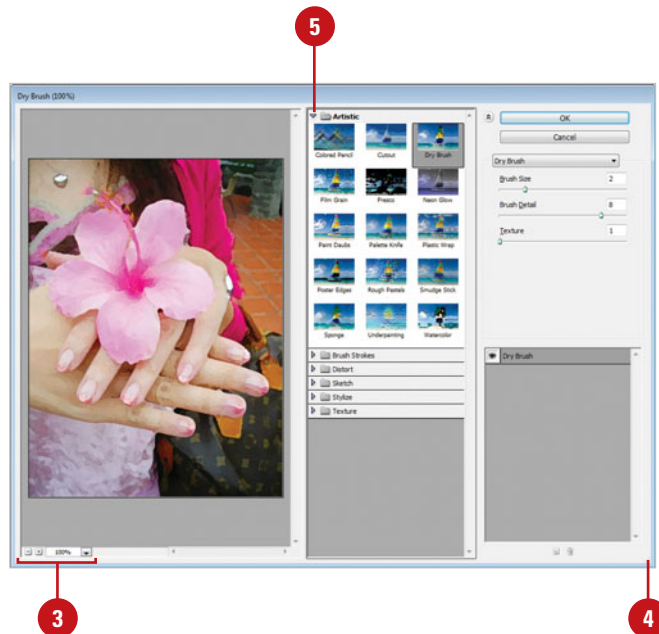 5
Dry Brush (100%)
Artistic
Colored Pencil
Cutout
Dry Brush
Film Grain
Fresco
Neon Glow
Paint Daubs
Palette Knife
Plastic Wrap
Poster Edges
Rough Pastels
Smudge Stick
Sponge
Underpainting
Watercolor
Brush Strokes
Distort
Sketch
Stylize
Texture
OK
Cancel
Dry Brush
Brush Size 2
Brush Detail 8
Texture 1
Dry Brush
100%
3
4